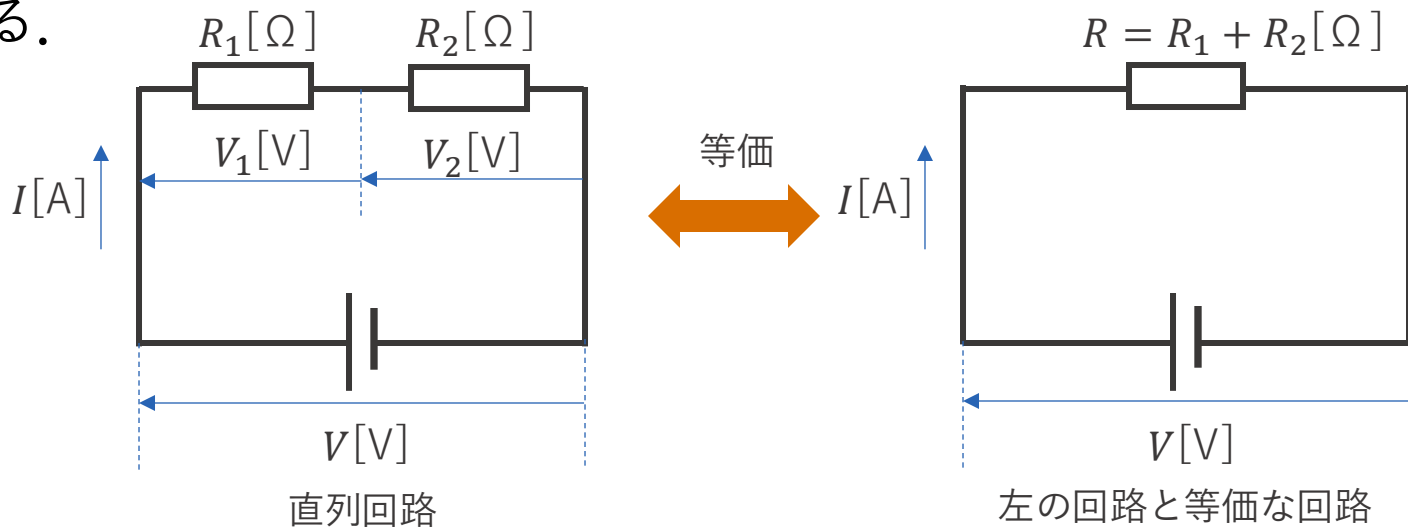 る．
R₁[Ω]
R₂[Ω]
V₁[V]
V₂[V]
I[A]
V[V]
直列回路
等価
R = R₁ + R₂[Ω]
I[A]
V[V]
左の回路と等価な回路